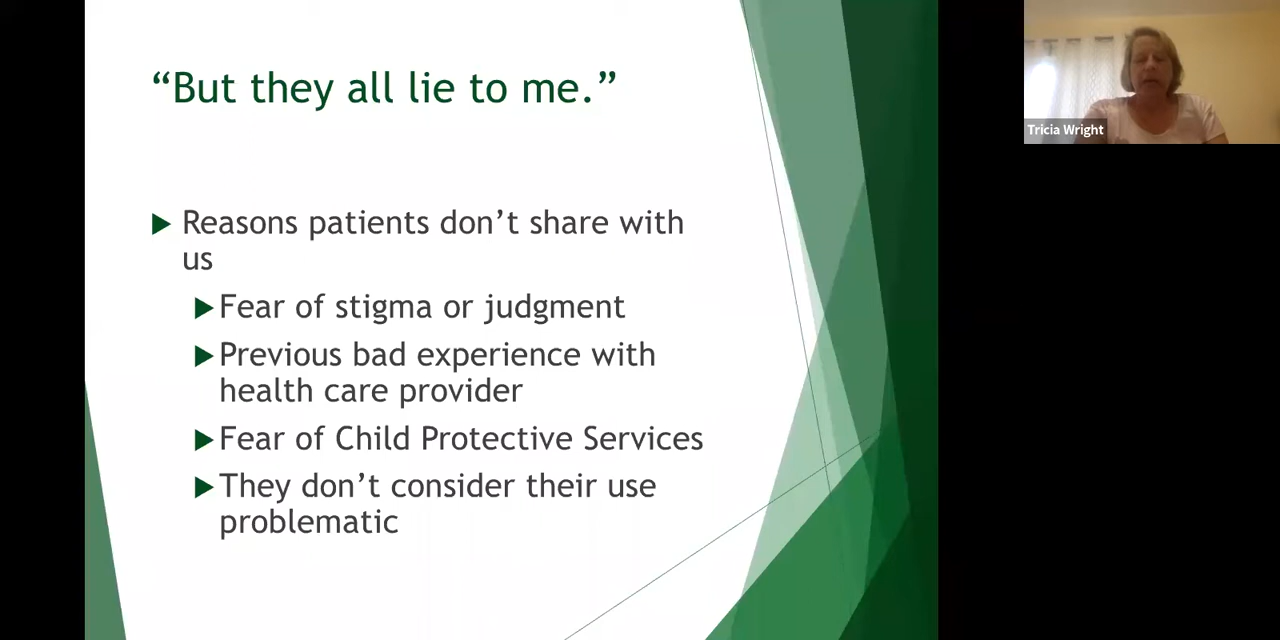 “But they all lie to me.”
Reasons patients don’t share with
us
Fear of stigma or judgment
Previous bad experience with
health care provider
Fear of Child Protective Services
They don’t consider their use
problematic
Tricia Wright